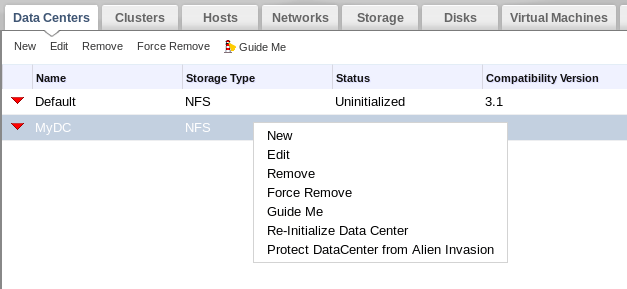 Data Centers Clusters Hosts Networks Storage Disks Virtual Machines
New Edit Remove Force Remove Guide Me
Name Storage Type Status Compatibility Version
Default NFS Uninitialized 3.1
MyDC NFS
New
Edit
Remove
Force Remove
Guide Me
Re-Initialize Data Center
Protect DataCenter from Alien Invasion